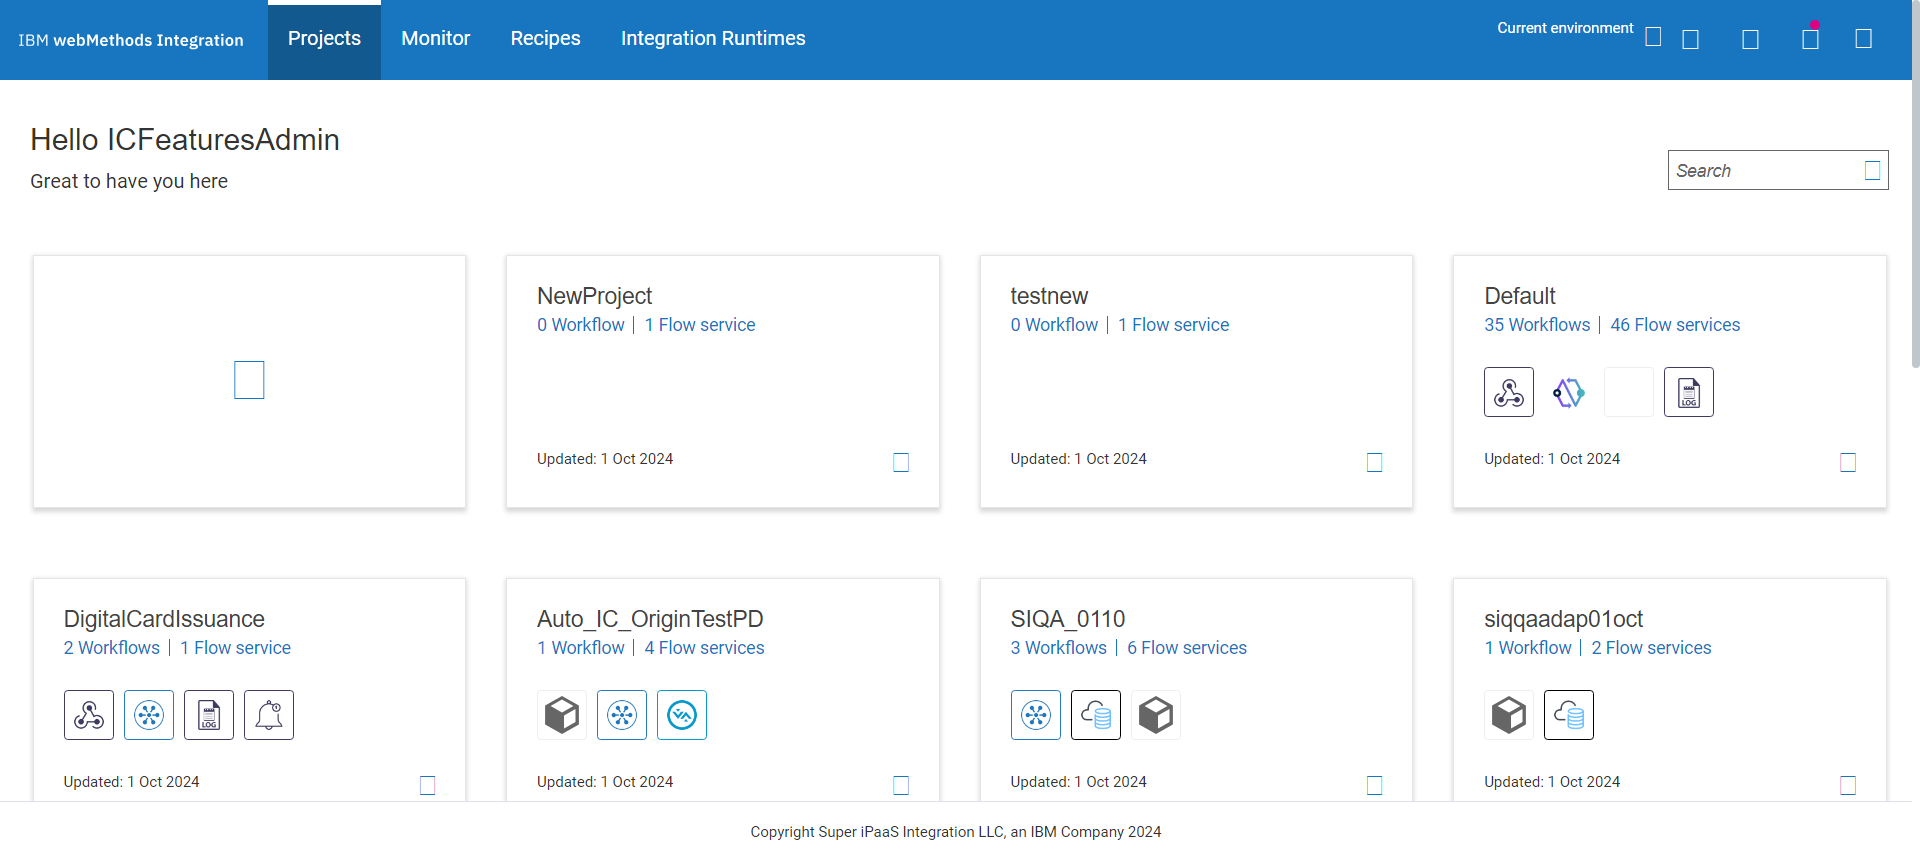 IBM webMethods Integration
Projects
Monitor
Recipes
Integration Runtimes
Current environment
Hello ICFeaturesAdmin
Great to have you here
Search
NewProject
0 Workflow | 1 Flow service
Updated: 1 Oct 2024
testnew
0 Workflow | 1 Flow service
Updated: 1 Oct 2024
Default
35 Workflows | 46 Flow services
LOG
Updated: 1 Oct 2024
DigitalCardIssuance
2 Workflows | 1 Flow service
LOG
Updated: 1 Oct 2024
Auto_IC_OriginTestPD
1 Workflow | 4 Flow services
Updated: 1 Oct 2024
SIQA_0110
3 Workflows | 6 Flow services
Updated: 1 Oct 2024
siqqaadap01oct
1 Workflow | 2 Flow services
Updated: 1 Oct 2024
Copyright Super iPaaS Integration LLC, an IBM Company 2024